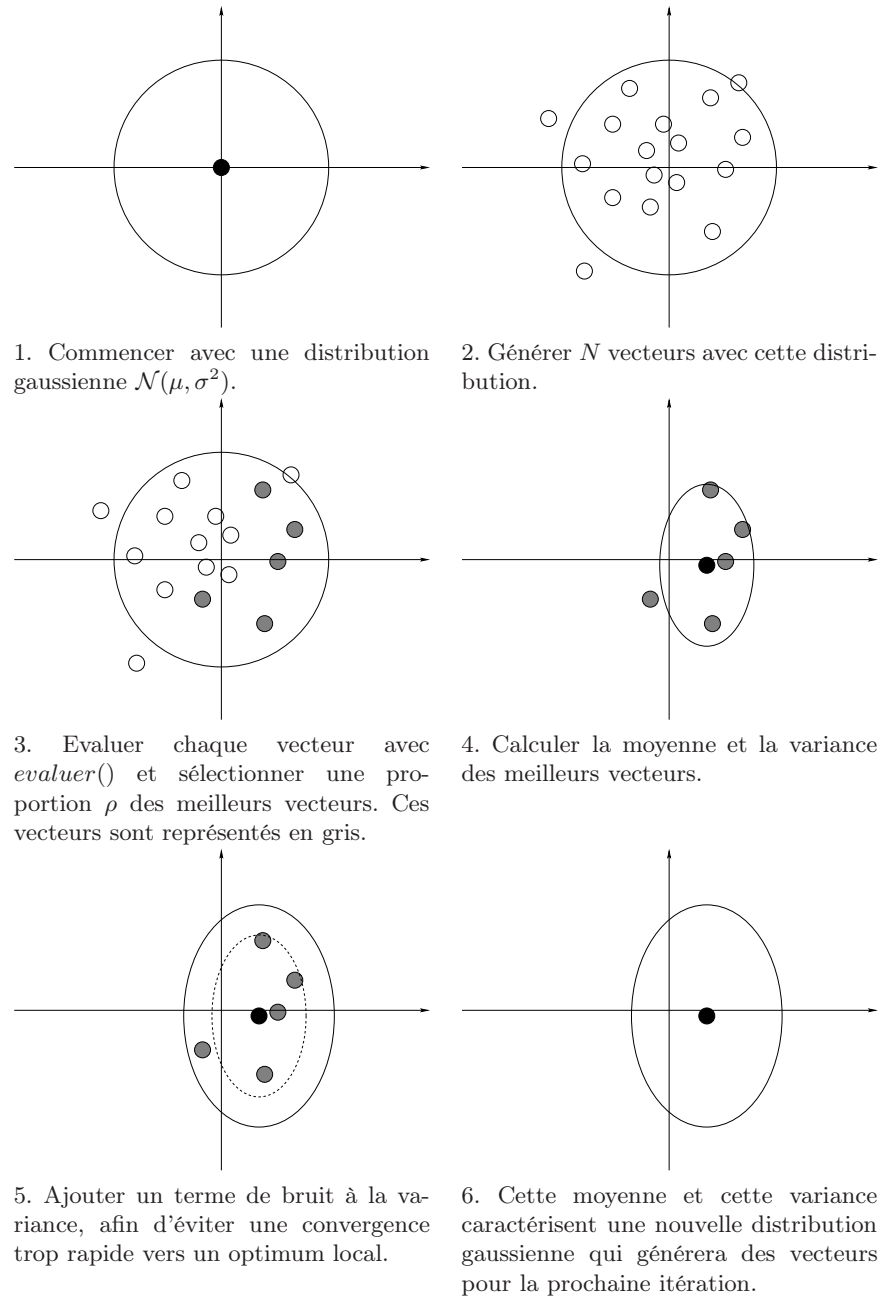 1. Commencer avec une distribution
gaussienne 𝒩(μ, σ²).
2. Générer N vecteurs avec cette distri-
bution.
3. Evaluer chaque vecteur avec
evaluer() et sélectionner une pro-
portion ρ des meilleurs vecteurs. Ces
vecteurs sont représentés en gris.
4. Calculer la moyenne et la variance
des meilleurs vecteurs.
5. Ajouter un terme de bruit à la va-
riance, afin d'éviter une convergence
trop rapide vers un optimum local.
6. Cette moyenne et cette variance
caractérisent une nouvelle distribution
gaussienne qui générera des vecteurs
pour la prochaine itération.